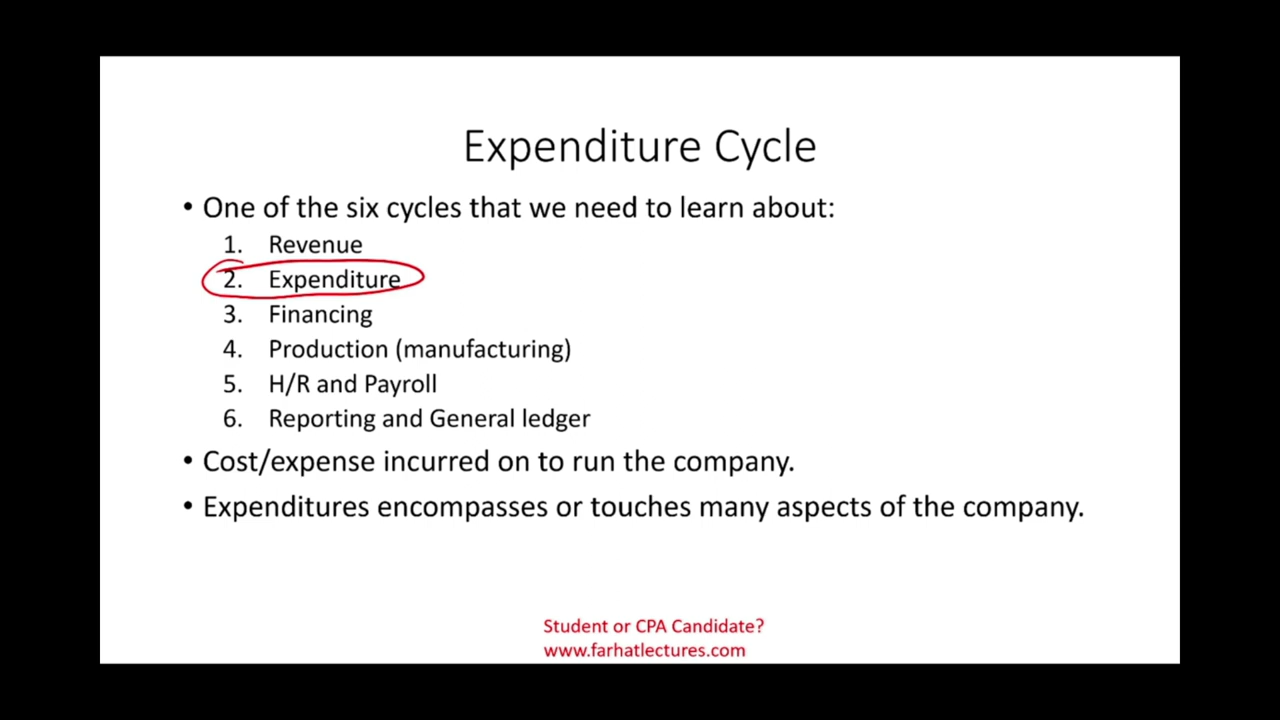 Expenditure Cycle
• One of the six cycles that we need to learn about:
1. Revenue
2. Expenditure
3. Financing
4. Production (manufacturing)
5. H/R and Payroll
6. Reporting and General ledger
• Cost/expense incurred on to run the company.
• Expenditures encompasses or touches many aspects of the company.
Student or CPA Candidate?
www.farhatlectures.com